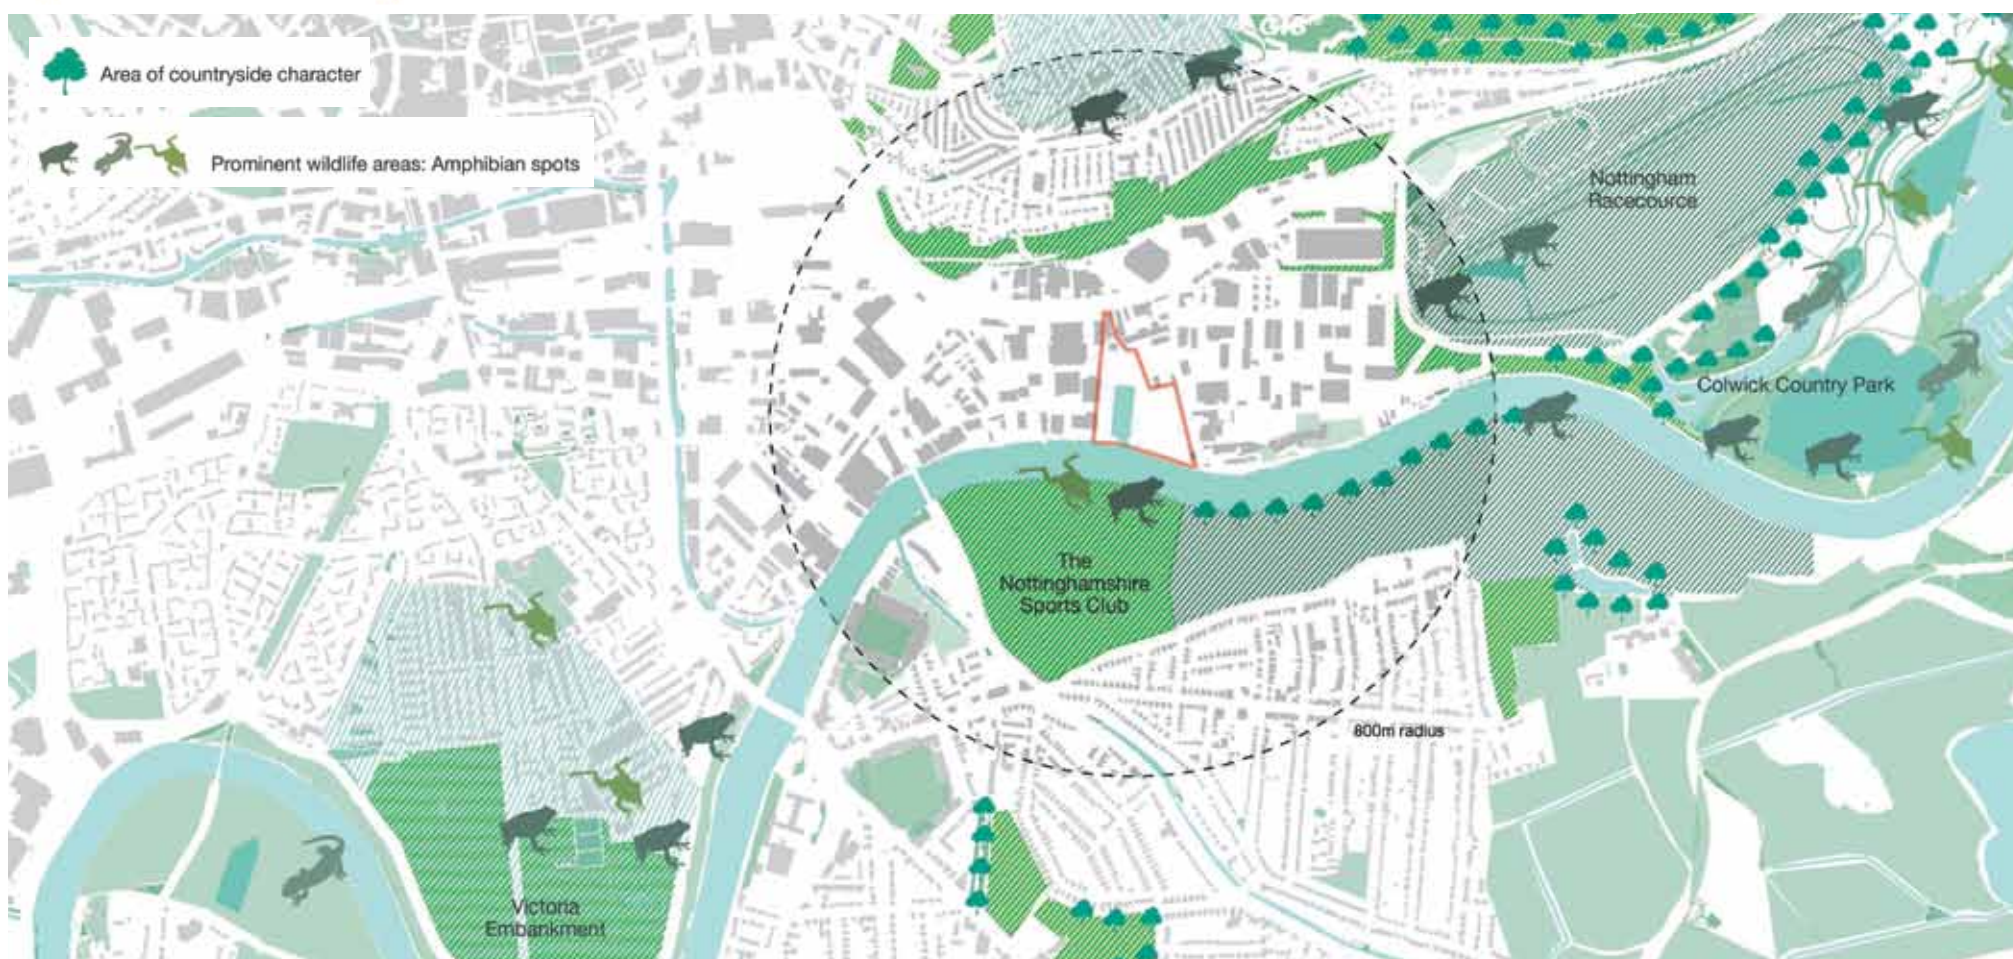 Area of countryside character
Prominent wildlife areas: Amphibian spots
Nottingham
Racecource
Colwick Country Park
The
Nottinghamshire
Sports Club
800m radius
Victoria
Embankment